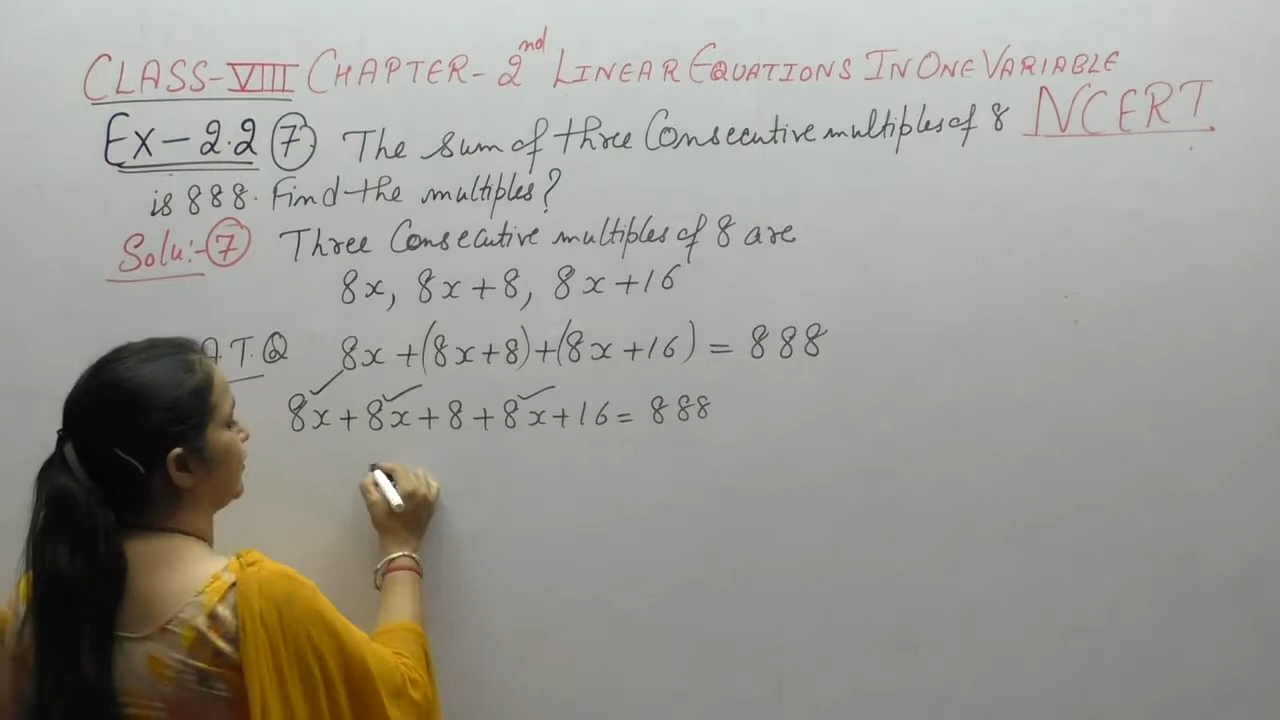 CLASS-VIII CHAPTER-2nd LINEAR EQUATIONS IN ONE VARIABLE
NCERT
Ex-2.2 (7) The sum of three Consecutive multiples of 8
is 888. Find the multiples?
Solu:-(7) Three Consecutive multiples of 8 are
8x, 8x+8, 8x+16
A.T.Q 8x+(8x+8)+(8x+16)=888
8x+8x+8+8x+16=888